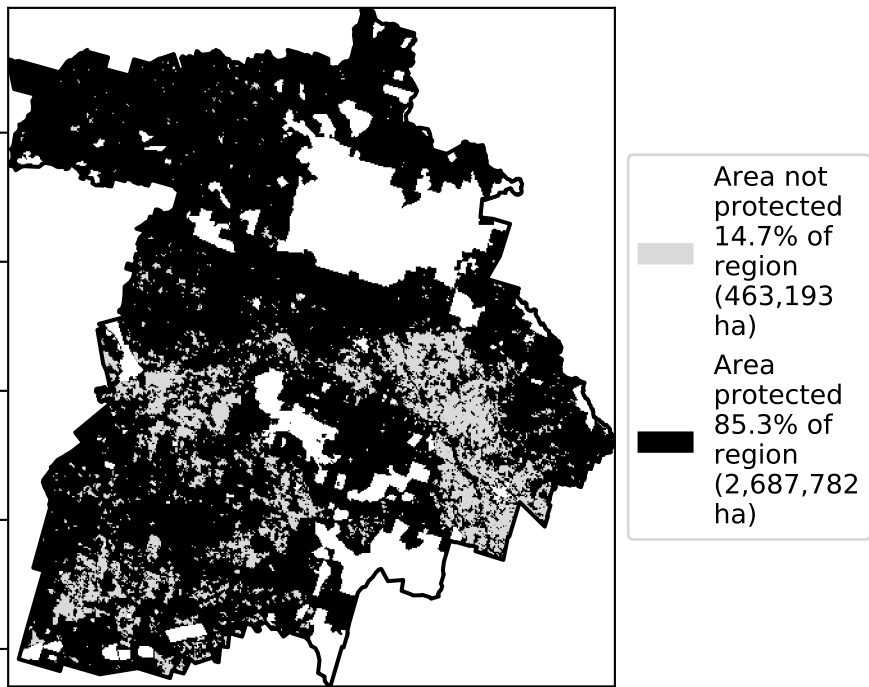 Area not
protected
14.7% of
region
(463,193
ha)
Area
protected
85.3% of
region
(2,687,782
ha)